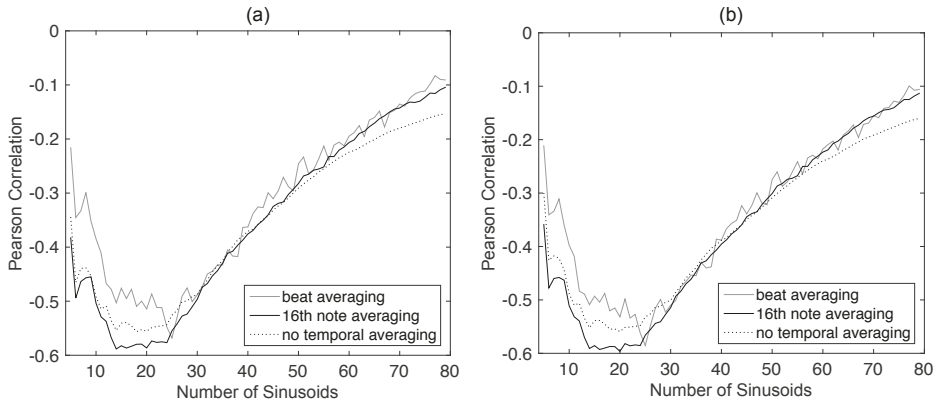 (a)
0
-0.1
-0.2
-0.3
-0.4
-0.5
-0.6
Pearson Correlation
beat averaging
16th note averaging
no temporal averaging
10 20 30 40 50 60 70 80
Number of Sinusoids
(b)
0
-0.1
-0.2
-0.3
-0.4
-0.5
-0.6
Pearson Correlation
beat averaging
16th note averaging
no temporal averaging
10 20 30 40 50 60 70 80
Number of Sinusoids